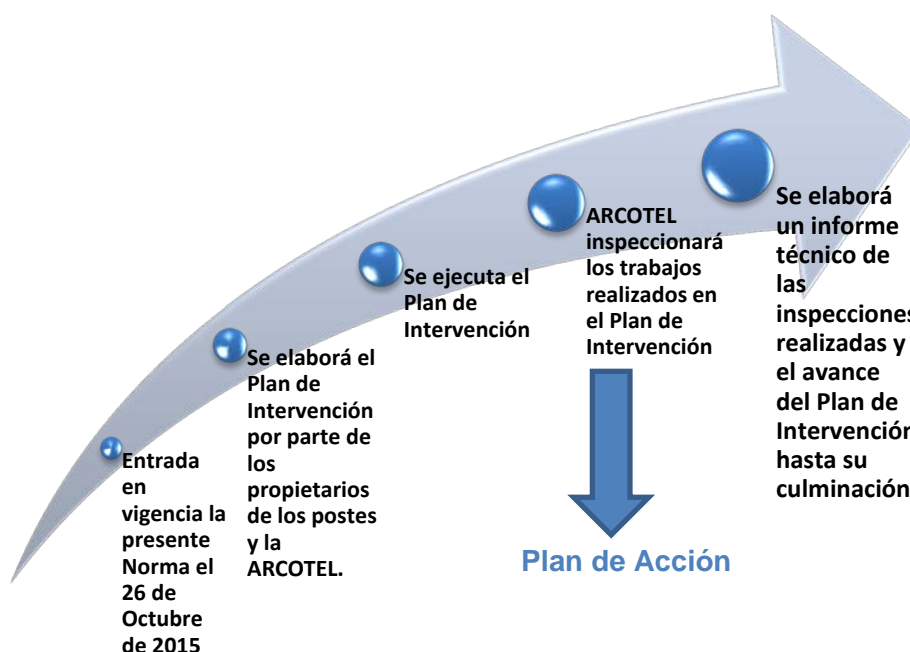 Entrada
en
vigencia la
presente
Norma el
26 de
Octubre
de 2015
Se elaborá el
Plan de
Intervención
por parte de
los
propietarios
de los postes
y la
ARCOTEL.
Se ejecuta el
Plan de
Intervención
ARCOTEL
inspeccionará
los trabajos
realizados en
el Plan de
Intervención
Plan de Acción
Se elaborá
un informe
técnico de
las
inspecciones
realizadas y
el avance
del Plan de
Intervención
hasta su
culminación